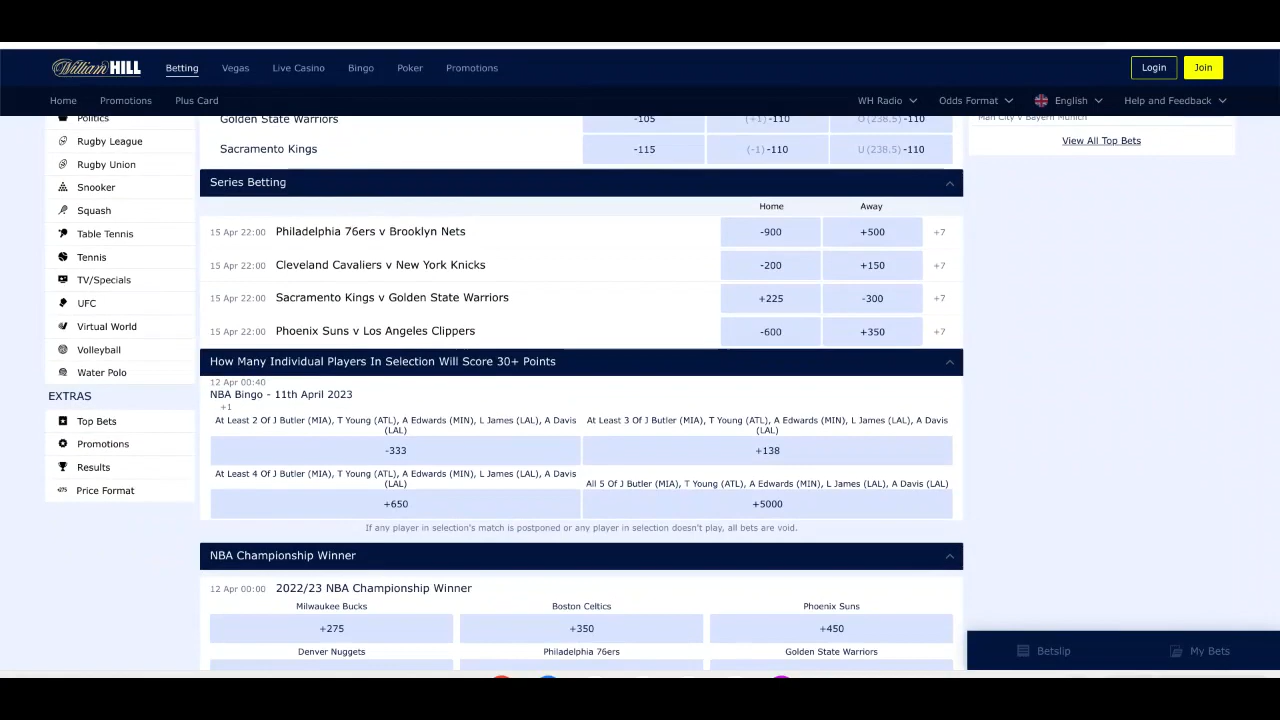 William HILL
Betting Vegas Live Casino Bingo Poker Promotions Login Join
Home Promotions Plus Card WH Radio Odds Format English Help and Feedback
Politics
Rugby League
Rugby Union
Snooker
Squash
Table Tennis
Tennis
TV/Specials
UFC
Virtual World
Volleyball
Water Polo
EXTRAS
Top Bets
Promotions
Results
+275 Price Format
Golden State Warriors -105 (+1) -110 O (238.5) -110
Sacramento Kings -115 (-1) -110 U (238.5) -110
Series Betting
Home Away
15 Apr 22:00 Philadelphia 76ers v Brooklyn Nets -900 +500 +7
15 Apr 22:00 Cleveland Cavaliers v New York Knicks -200 +150 +7
15 Apr 22:00 Sacramento Kings v Golden State Warriors +225 -300 +7
15 Apr 22:00 Phoenix Suns v Los Angeles Clippers -600 +350 +7
How Many Individual Players In Selection Will Score 30+ Points
12 Apr 00:40
NBA Bingo - 11th April 2023
+1
At Least 2 Of J Butler (MIA), T Young (ATL), A Edwards (MIN), L James (LAL), A Davis
(LAL)
-333
At Least 3 Of J Butler (MIA), T Young (ATL), A Edwards (MIN), L James (LAL), A Davis
(LAL)
+138
At Least 4 Of J Butler (MIA), T Young (ATL), A Edwards (MIN), L James (LAL), A Davis
(LAL)
+650
All 5 Of J Butler (MIA), T Young (ATL), A Edwards (MIN), L James (LAL), A Davis (LAL)
+5000
If any player in selection's match is postponed or any player in selection doesn't play, all bets are void.
NBA Championship Winner
12 Apr 00:00 2022/23 NBA Championship Winner
Milwaukee Bucks Boston Celtics Phoenix Suns
+275 +350 +450
Denver Nuggets Philadelphia 76ers Golden State Warriors
Man City v Bayern Munich
View All Top Bets
Betslip My Bets